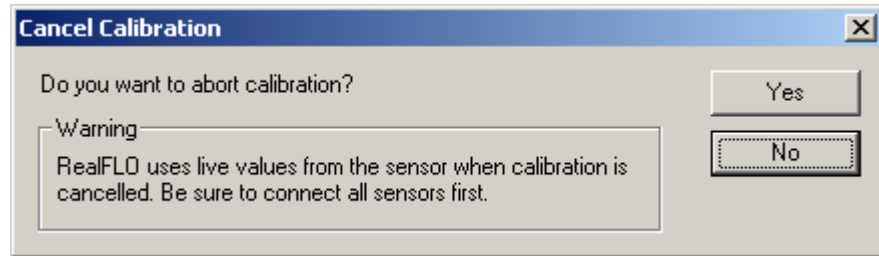 Cancel Calibration
Do you want to abort calibration?
Yes
Warning
No
RealFLO uses live values from the sensor when calibration is
cancelled. Be sure to connect all sensors first.